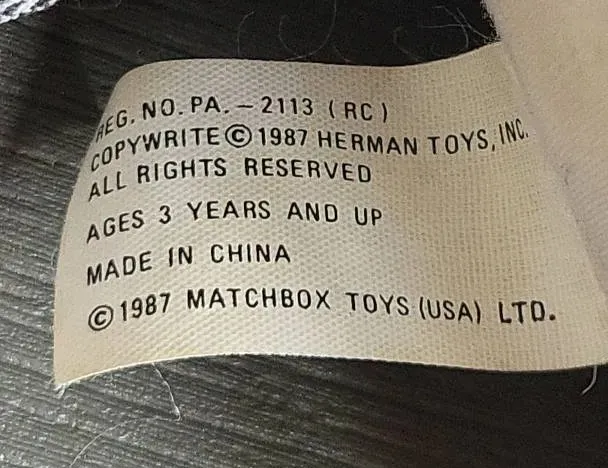 REG. NO. PA. – 2113 (RC)
COPYWRITE © 1987 HERMAN TOYS, INC.
ALL RIGHTS RESERVED
AGES 3 YEARS AND UP
MADE IN CHINA
© 1987 MATCHBOX TOYS (USA) LTD.